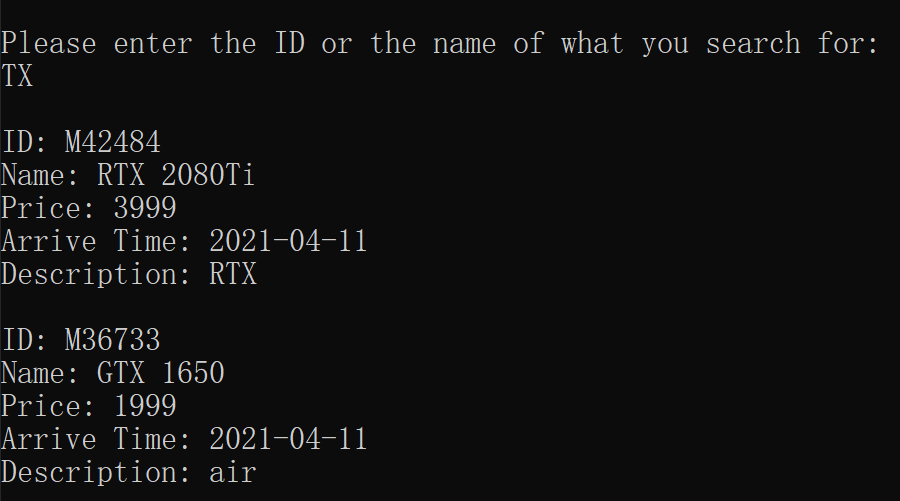 Please enter the ID or the name of what you search for:
TX
ID: M42484
Name: RTX 2080Ti
Price: 3999
Arrive Time: 2021-04-11
Description: RTX
ID: M36733
Name: GTX 1650
Price: 1999
Arrive Time: 2021-04-11
Description: air